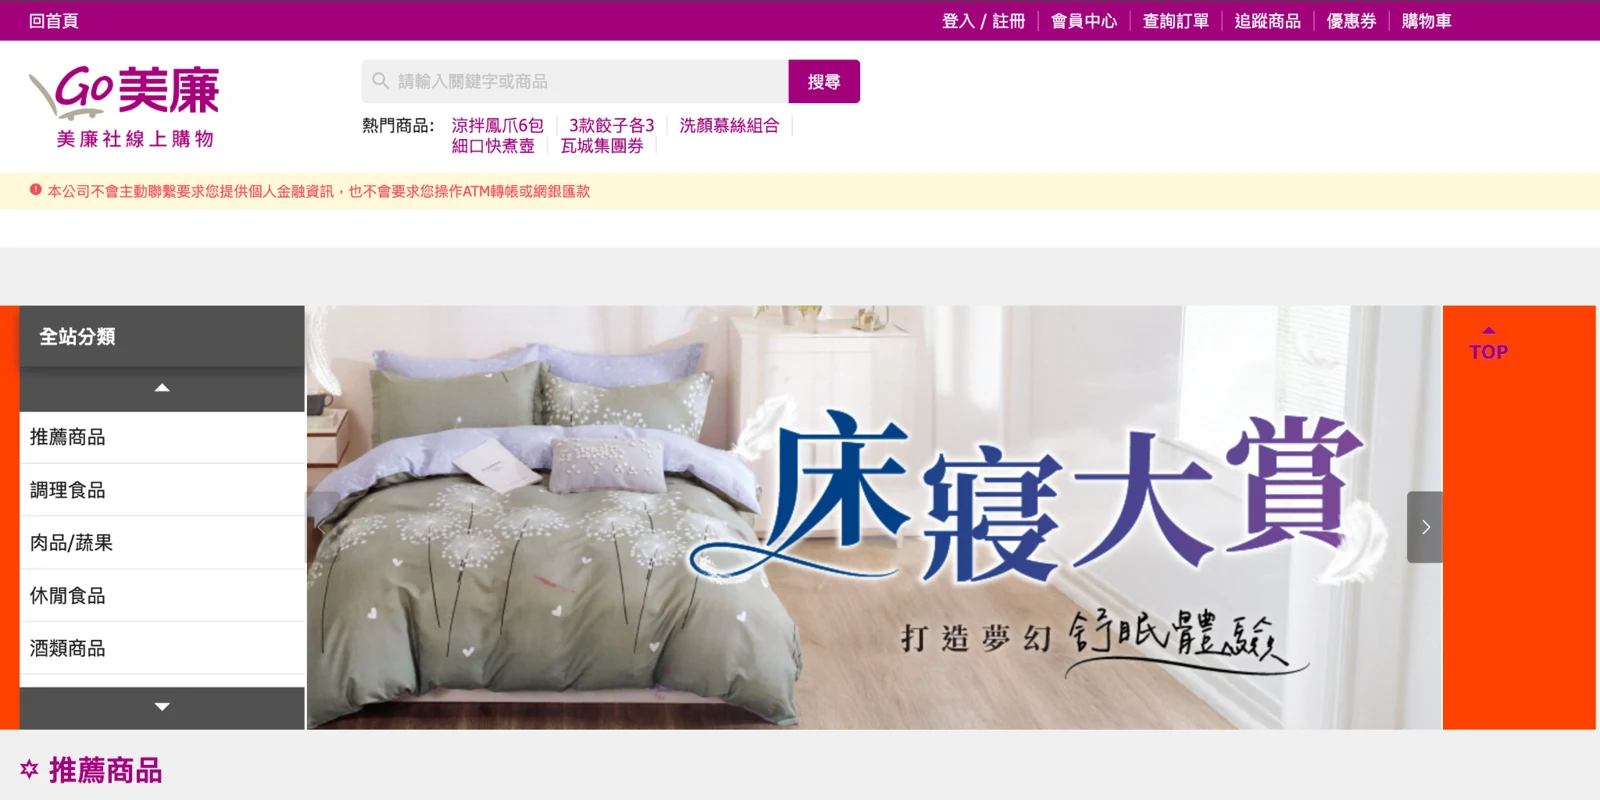 回首頁
登入 / 註冊
會員中心
查詢訂單
追蹤商品
優惠券
購物車
Go 美廉
美廉社線上購物
請輸入關鍵字或商品
搜尋
熱門商品:
涼拌鳳爪6包
3款餃子各3
洗顏慕絲組合
細口快煮壺
瓦城集團券
本公司不會主動聯繫要求您提供個人金融資訊，也不會要求您操作ATM轉帳或網銀匯款
全站分類
推薦商品
調理食品
肉品/蔬果
休閒食品
酒類商品
床寢大賞
打造夢幻舒眠體驗
TOP
推薦商品